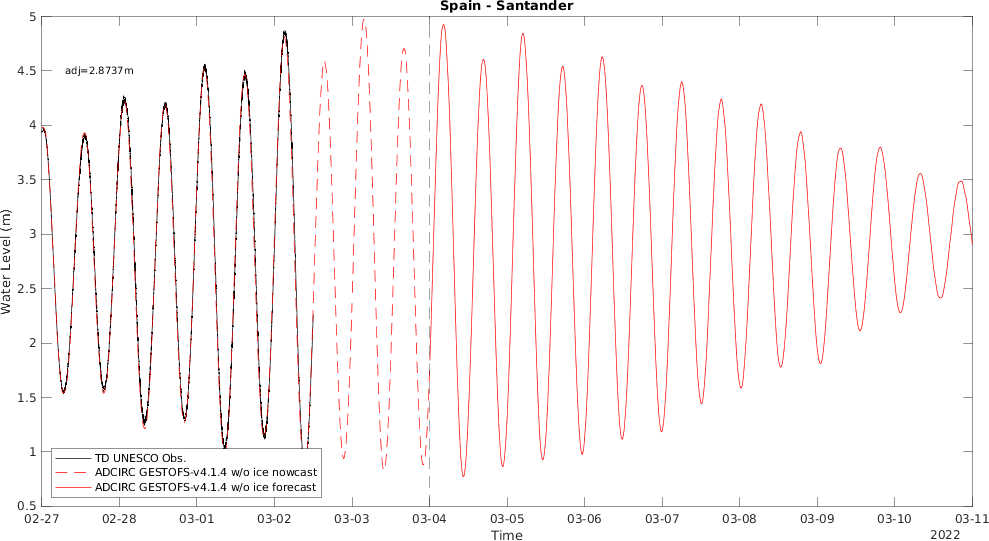 Spain - Santander
5
4.5
4
3.5
3
2.5
2
1.5
1
0.5
Water Level (m)
adj=2.8737m
TD UNESCO Obs.
ADCIRC GESTOFS-v4.1.4 w/o ice nowcast
ADCIRC GESTOFS-v4.1.4 w/o ice forecast
02-27 02-28 03-01 03-02 03-03 03-04 03-05 03-06 03-07 03-08 03-09 03-10 03-11
Time
2022